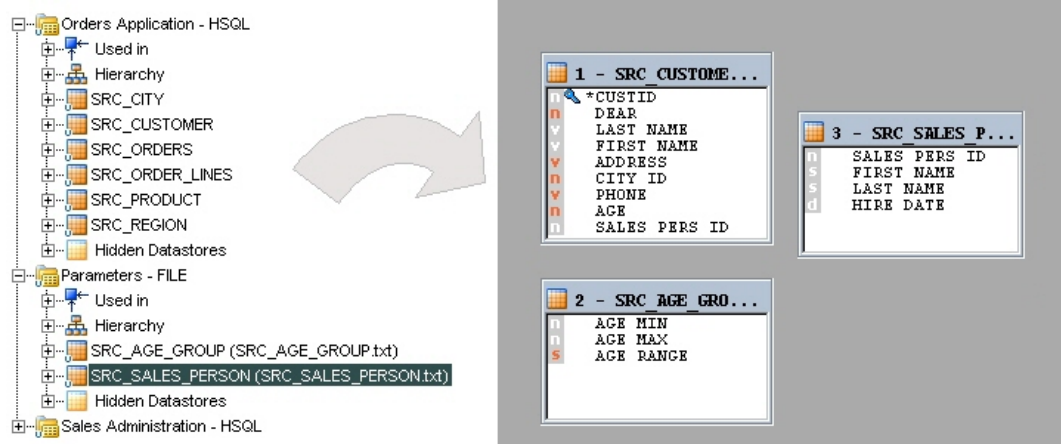 Orders Application - HSQL
Used in
Hierarchy
SRC_CITY
SRC_CUSTOMER
SRC_ORDERS
SRC_ORDER_LINES
SRC_PRODUCT
SRC_REGION
Hidden Datastores
Parameters - FILE
Used in
Hierarchy
SRC_AGE_GROUP (SRC_AGE_GROUP.txt)
SRC_SALES_PERSON (SRC_SALES_PERSON.txt)
Hidden Datastores
Sales Administration - HSQL
1 - SRC_CUSTOME...
n *CUSTID
n DEAR
v LAST NAME
v FIRST NAME
v ADDRESS
n CITY ID
v PHONE
n AGE
n SALES PERS ID
2 - SRC_AGE_GRO...
n AGE MIN
n AGE MAX
s AGE RANGE
3 - SRC_SALES_P...
n SALES PERS ID
s FIRST NAME
s LAST NAME
d HIRE DATE